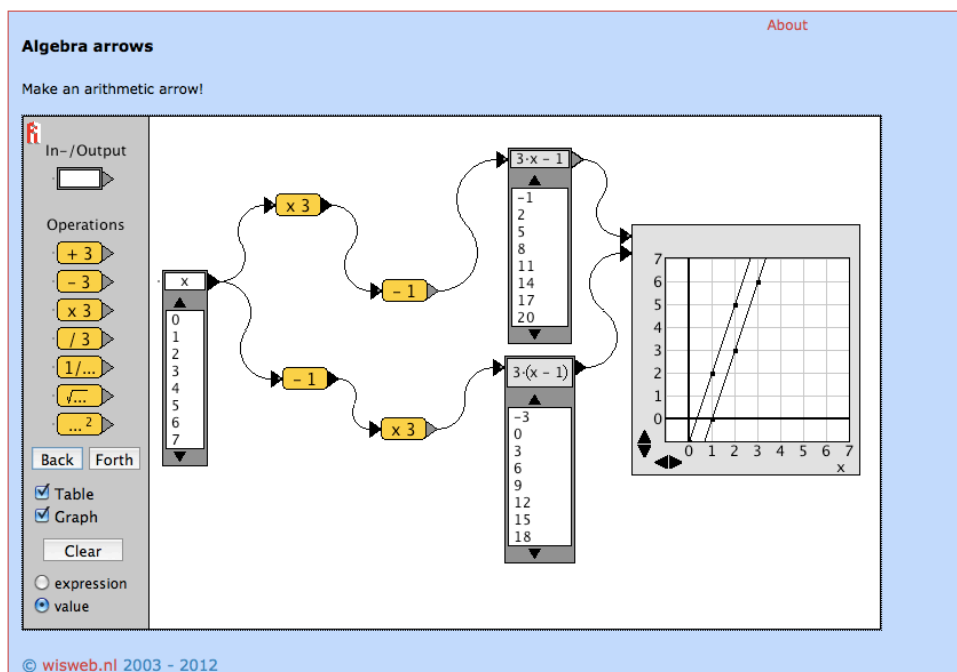 About
Algebra arrows
Make an arithmetic arrow!
In-/Output
Operations
+ 3
- 3
x 3
/ 3
1/...
√...
... ²
Back Forth
Table
Graph
Clear
expression
value
x
0
1
2
3
4
5
6
7
x 3
- 1
- 1
x 3
3·x - 1
-1
2
5
8
11
14
17
20
3·(x - 1)
-3
0
3
6
9
12
15
18
7
6
5
4
3
2
1
0
0 1 2 3 4 5 6 7
x
© wisweb.nl 2003 - 2012